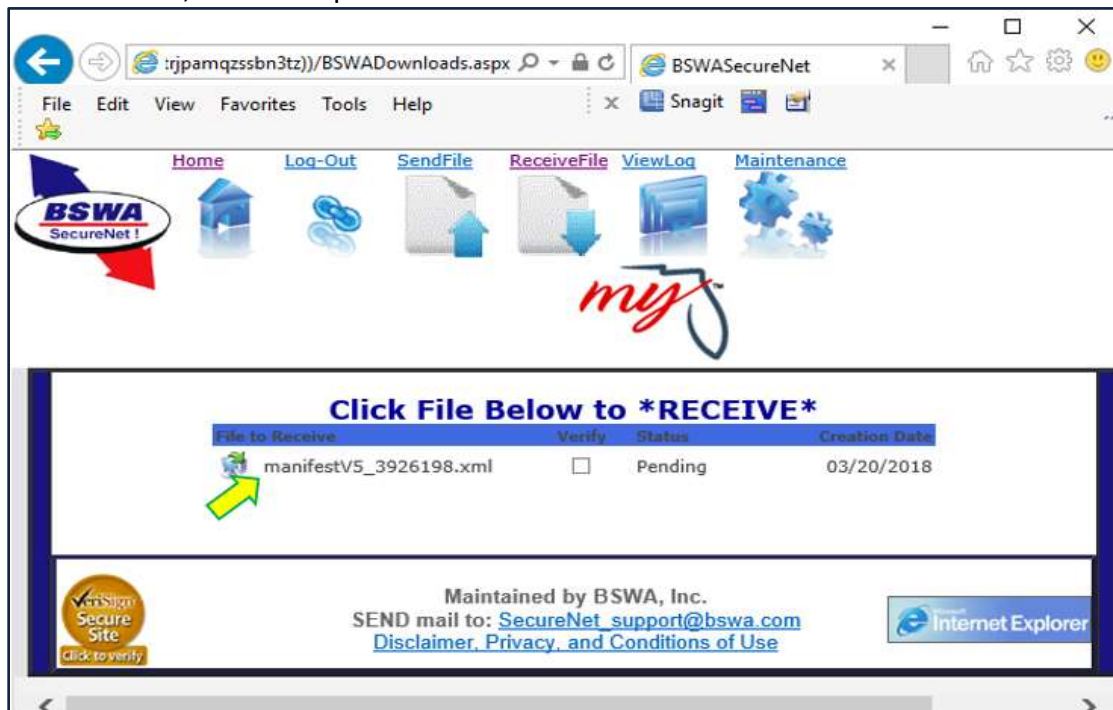 :rjpamqzssbn3tz))/BSWADownloads.aspx
BSWASecureNet
File Edit View Favorites Tools Help
Snagit
Home Log-Out SendFile ReceiveFile ViewLog Maintenance
BSWA
SecureNet !
my
Click File Below to *RECEIVE*
File to Receive Verify Status Creation Date
manifestV5_3926198.xml Pending 03/20/2018
Maintained by BSWA, Inc.
SEND mail to: SecureNet_support@bswa.com
Disclaimer, Privacy, and Conditions of Use
VeriSign
Secure
Site
Click to verify
Microsoft
Internet Explorer